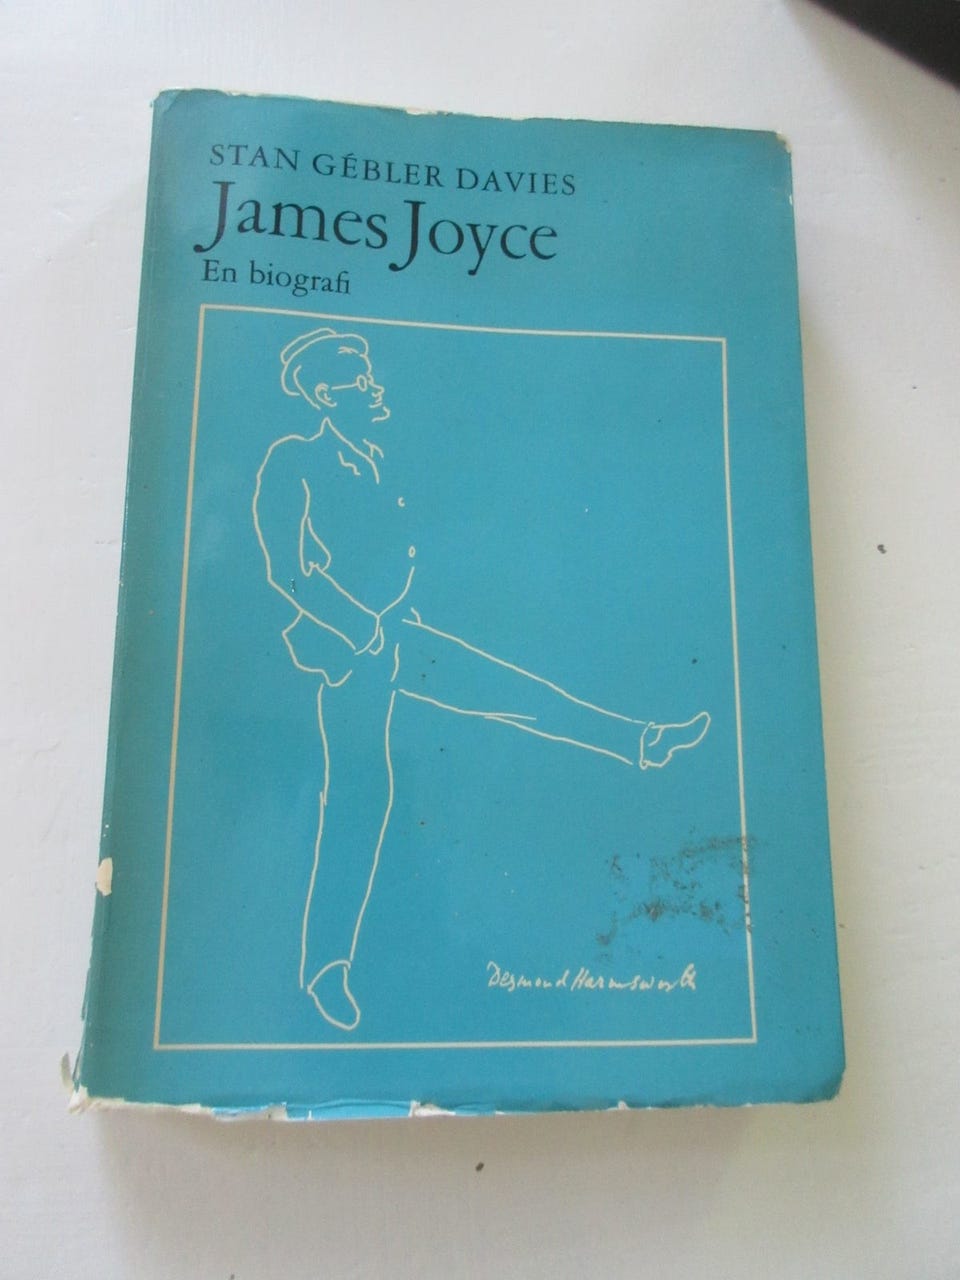 STAN GÉBLER DAVIES
James Joyce
En biografi
Desmond Harmsworth